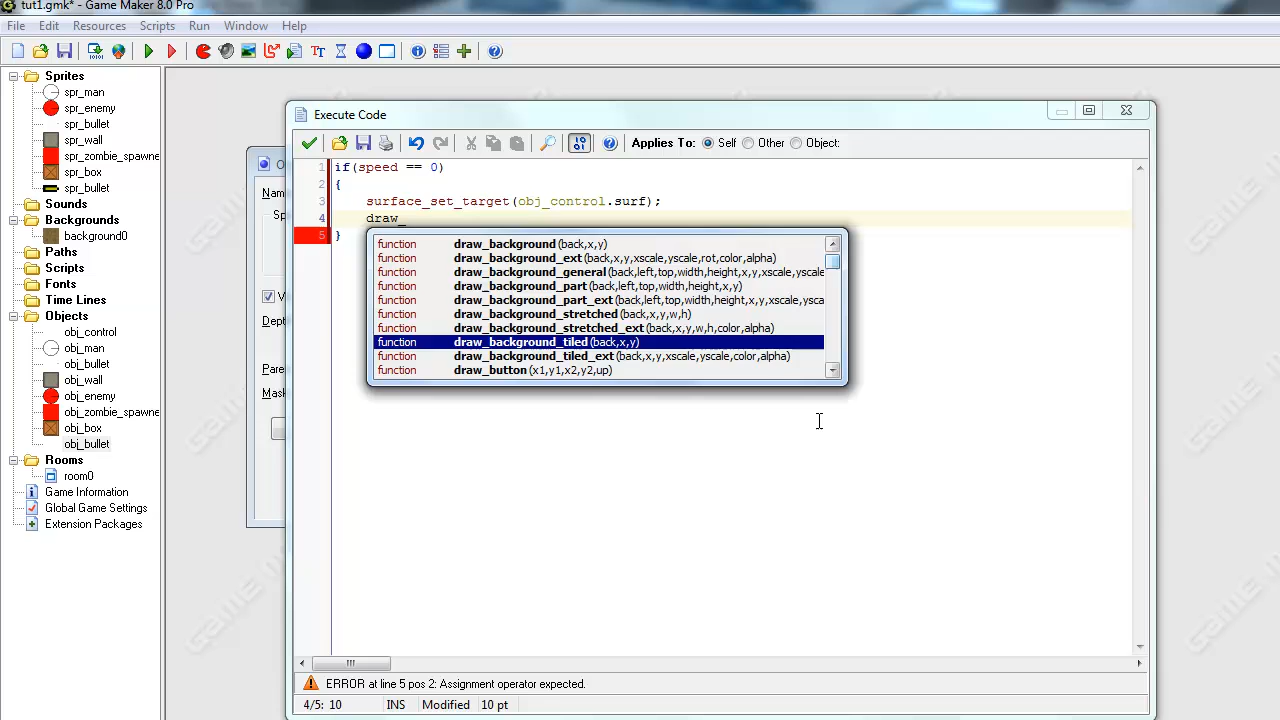 tut1.gmk* - Game Maker 8.0 Pro
File Edit Resources Scripts Run Window Help
Sprites
spr_man
spr_enemy
spr_bullet
spr_wall
spr_zombie_spawne
spr_box
spr_bullet
Sounds
Backgrounds
background0
Paths
Scripts
Fonts
Time Lines
Objects
obj_control
obj_man
obj_bullet
obj_wall
obj_enemy
obj_zombie_spawne
obj_box
obj_bullet
Rooms
room0
Game Information
Global Game Settings
Extension Packages
Nam
Sp
V
Dept
Pare
Mask
Execute Code
Applies To: Self Other Object:
1 if(speed == 0)
2 {
3 surface_set_target(obj_control.surf);
4 draw_
5 }
function draw_background(back,x,y)
function draw_background_ext(back,x,y,xscale,yscale,rot,color,alpha)
function draw_background_general(back,left,top,width,height,x,y,xscale,yscale
function draw_background_part(back,left,top,width,height,x,y)
function draw_background_part_ext(back,left,top,width,height,x,y,xscale,ysca
function draw_background_stretched(back,x,y,w,h)
function draw_background_stretched_ext(back,x,y,w,h,color,alpha)
function draw_background_tiled(back,x,y)
function draw_background_tiled_ext(back,x,y,xscale,yscale,color,alpha)
function draw_button(x1,y1,x2,y2,up)
ERROR at line 5 pos 2: Assignment operator expected.
4/5: 10 INS Modified 10 pt